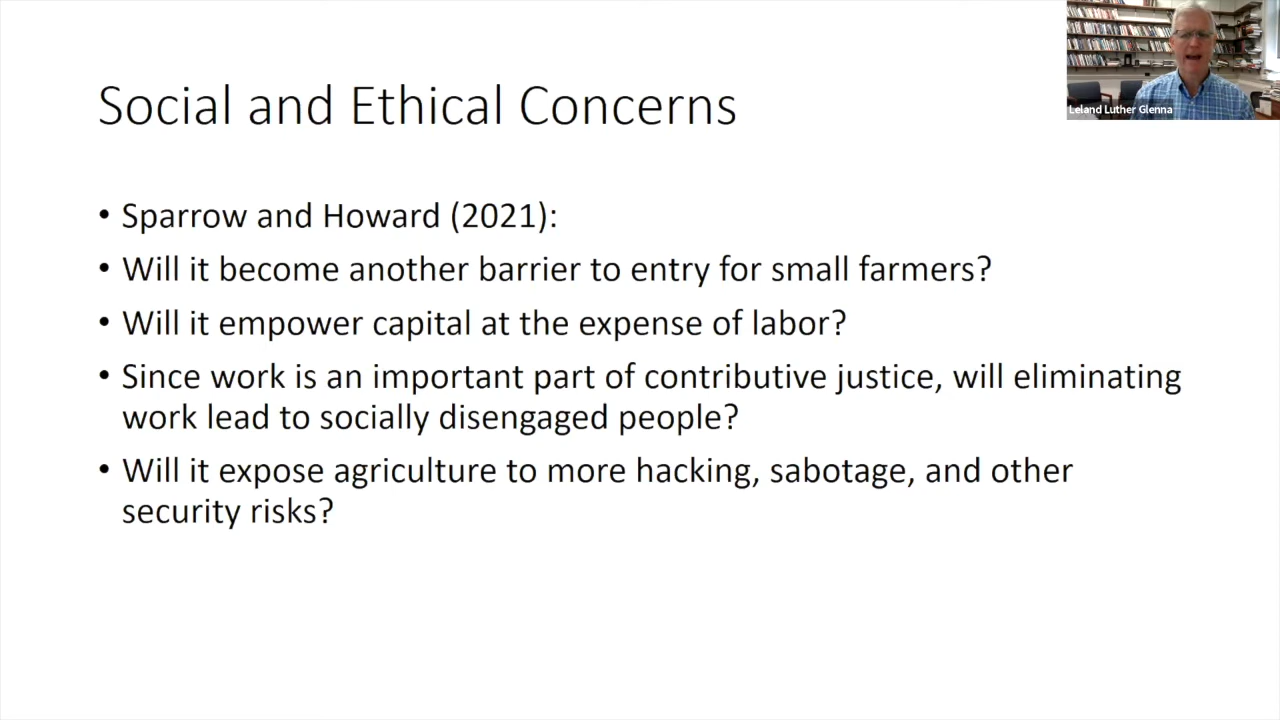 Leland Luther Glenna
Social and Ethical Concerns
• Sparrow and Howard (2021):
• Will it become another barrier to entry for small farmers?
• Will it empower capital at the expense of labor?
• Since work is an important part of contributive justice, will eliminating
work lead to socially disengaged people?
• Will it expose agriculture to more hacking, sabotage, and other
security risks?